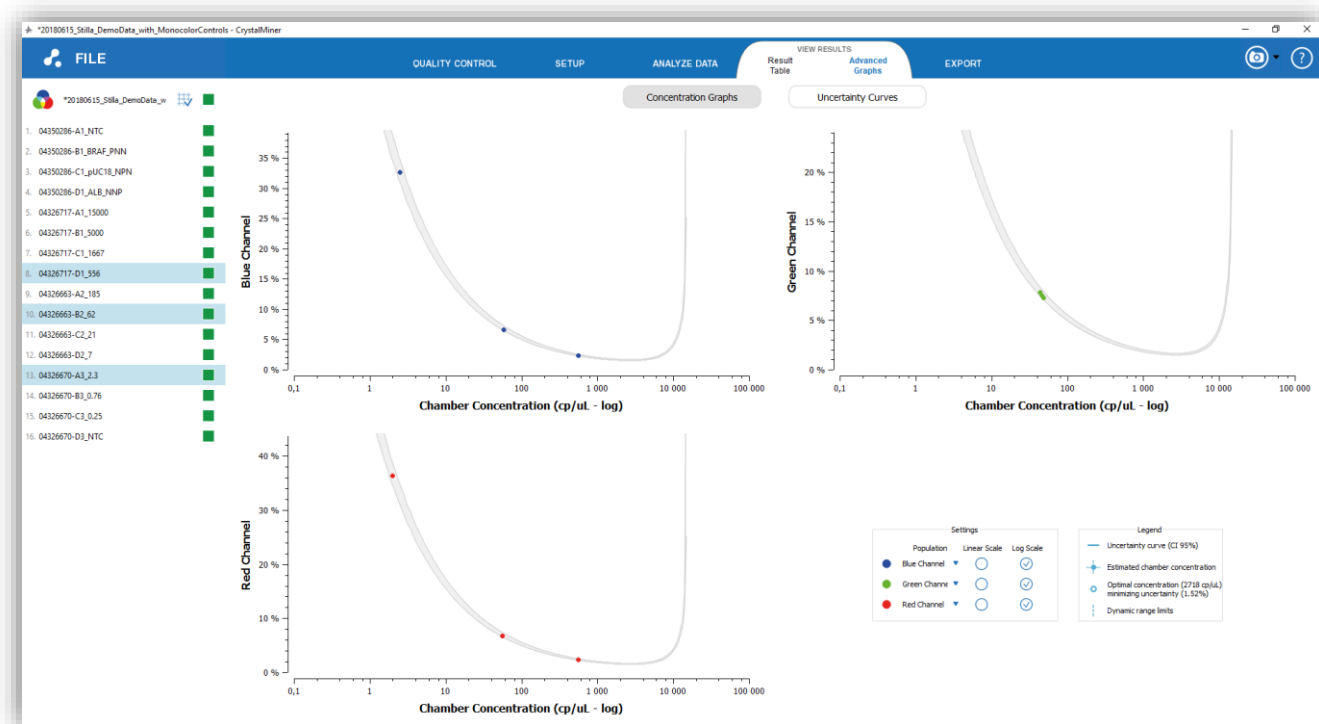 *20180615_Stilla_DemoData_with_MonocolorControls - CrystalMiner
FILE
QUALITY CONTROL
SETUP
ANALYZE DATA
VIEW RESULTS
Result Table
Advanced Graphs
EXPORT
?
*20180615_Stilla_DemoData_w
Concentration Graphs
Uncertainty Curves
1. 04350286-A1_NTC
2. 04350286-B1_BRAF_PNN
3. 04350286-C1_pUC18_NPN
4. 04350286-D1_ALB_NNP
5. 04326717-A1_15000
6. 04326717-B1_5000
7. 04326717-C1_1667
8. 04326717-D1_556
9. 04326663-A2_185
10. 04326663-B2_62
11. 04326663-C2_21
12. 04326663-D2_7
13. 04326670-A3_2.3
14. 04326670-B3_0.76
15. 04326670-C3_0.25
16. 04326670-D3_NTC
Blue Channel
35 %
30 %
25 %
20 %
15 %
10 %
5 %
0 %
0,1 1 10 100 1 000 10 000 100 000
Chamber Concentration (cp/uL - log)
Green Channel
20 %
15 %
10 %
5 %
0 %
0,1 1 10 100 1 000 10 000 100 000
Chamber Concentration (cp/uL - log)
Red Channel
40 %
30 %
20 %
10 %
0 %
0,1 1 10 100 1 000 10 000 100 000
Chamber Concentration (cp/uL - log)
Settings
Population Linear Scale Log Scale
Blue Channel
Green Channe
Red Channel
Legend
Uncertainty curve (CI 95%)
Estimated chamber concentration
Optimal concentration (2718 cp/uL)
minimizing uncertainty (1.52%)
Dynamic range limits